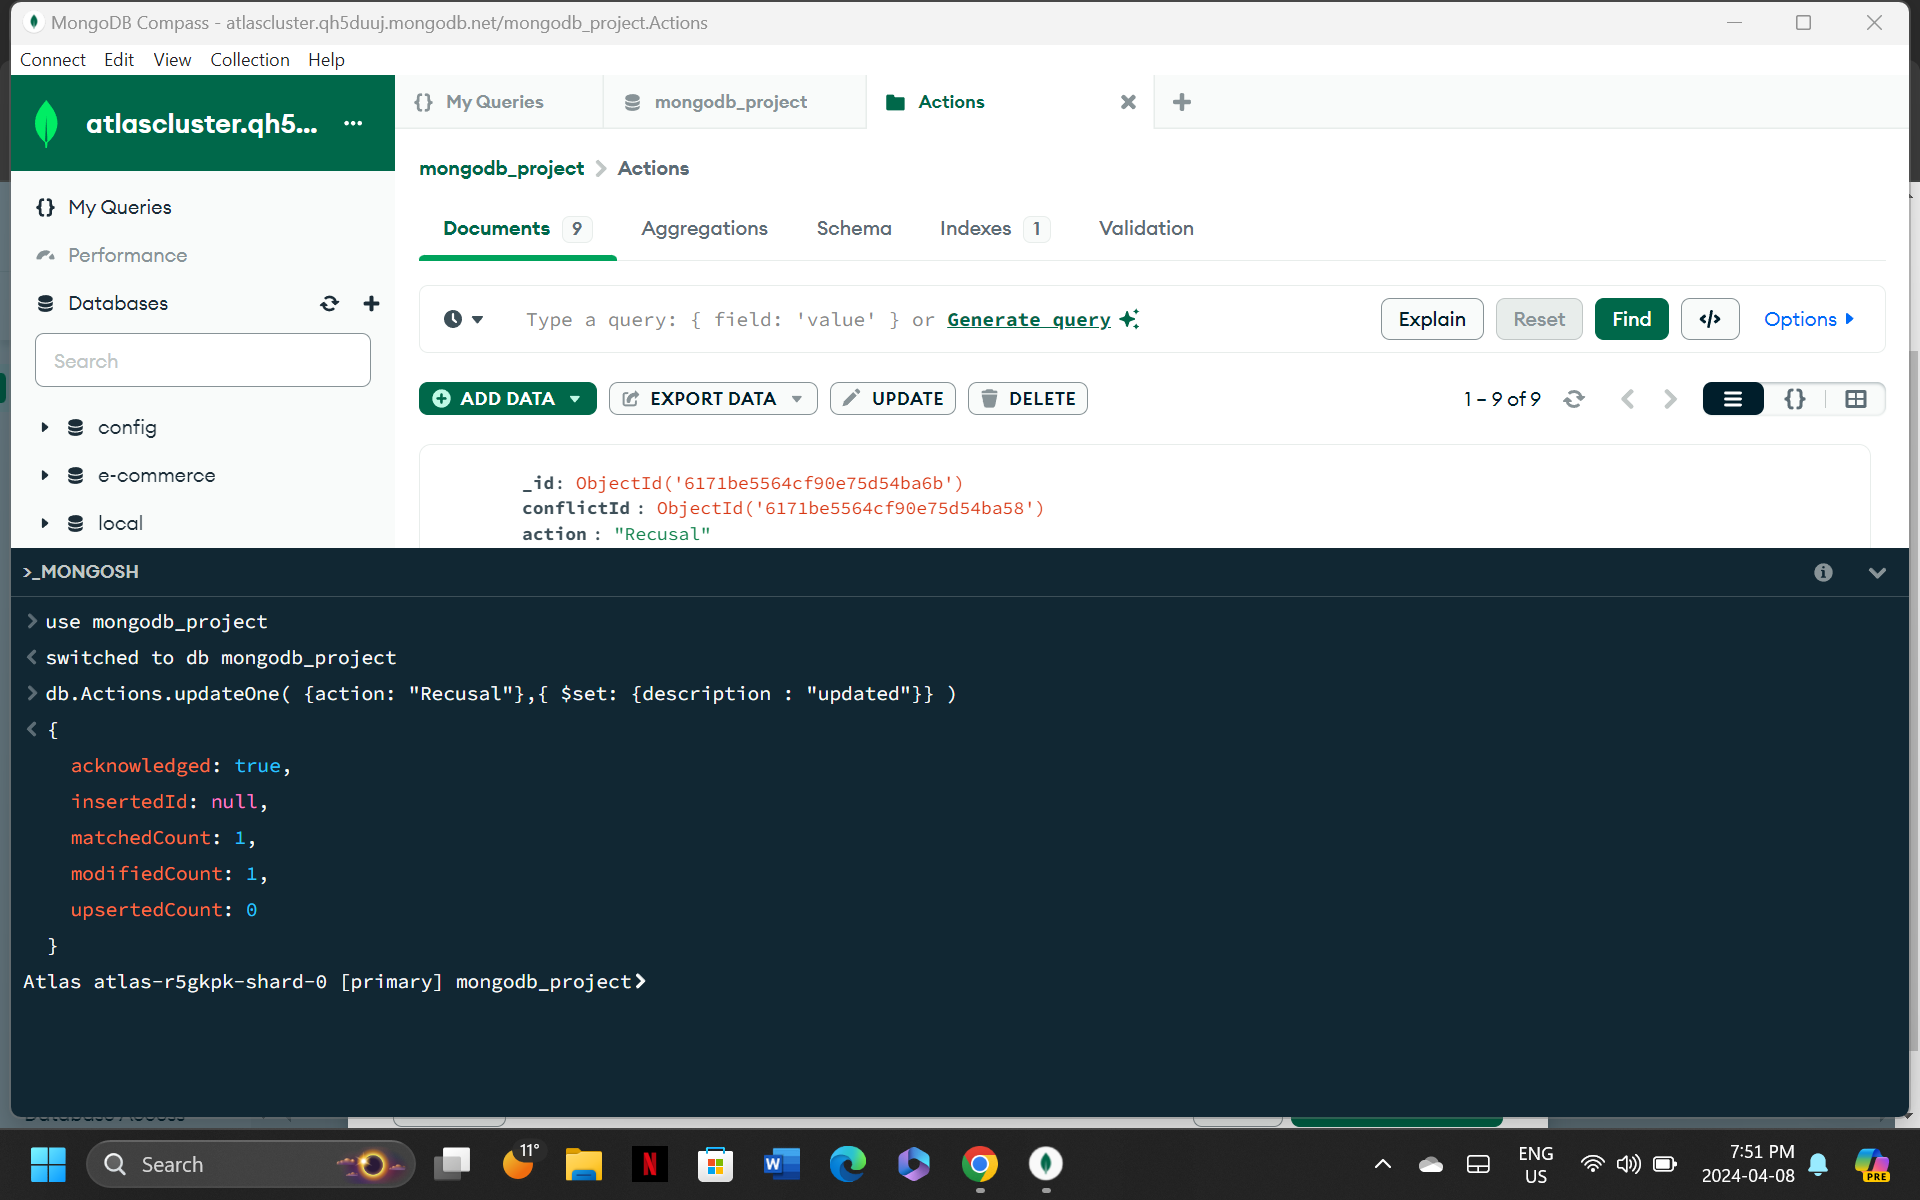 MongoDB Compass - atlascluster.qh5duuj.mongodb.net/mongodb_project.Actions
Connect Edit View Collection Help
atlascluster.qh5... ...
{} My Queries
mongodb_project
Actions
mongodb_project > Actions
My Queries
Performance
Databases
Search
config
e-commerce
local
Documents 9 Aggregations Schema Indexes 1 Validation
Type a query: { field: 'value' } or Generate query
Explain Reset Find </> Options
ADD DATA EXPORT DATA UPDATE DELETE
1 – 9 of 9 {}
_id: ObjectId('6171be5564cf90e75d54ba6b')
conflictId : ObjectId('6171be5564cf90e75d54ba58')
action : "Recusal"
>_MONGOSH
> use mongodb_project
< switched to db mongodb_project
> db.Actions.updateOne( {action: "Recusal"},{ $set: {description : "updated"}} )
< {
acknowledged: true,
insertedId: null,
matchedCount: 1,
modifiedCount: 1,
upsertedCount: 0
}
Atlas atlas-r5gkpk-shard-0 [primary] mongodb_project>
Search
11°
ENG
US
7:51 PM
2024-04-08
PRE